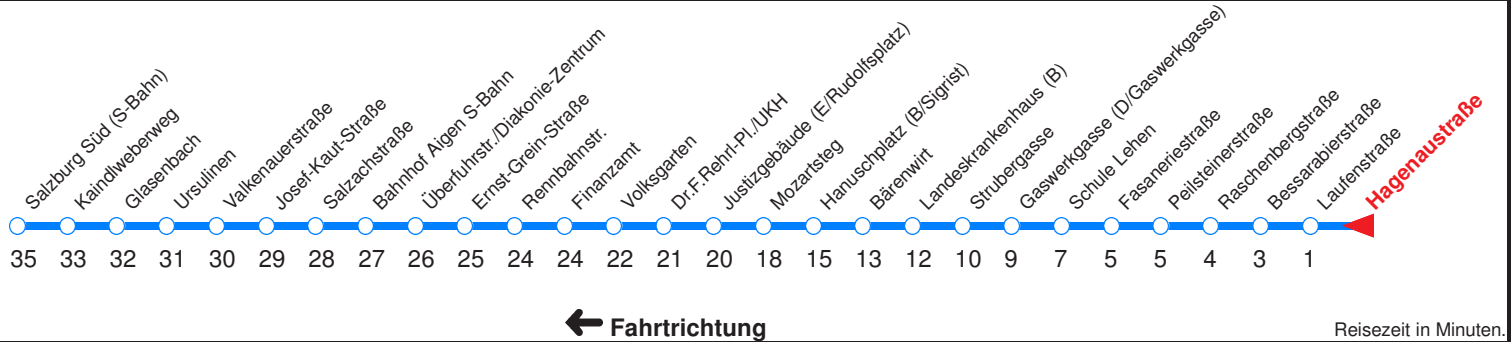 Salzburg Süd (S-Bahn)
Kaindlweberweg
Glasenbach
Ursulinen
Valkenauerstraße
Josef-Kaut-Straße
Salzachstraße
Bahnhof Aigen S-Bahn
Überfuhrstr./Diakonie-Zentrum
Ernst-Grein-Straße
Rennbahnstr.
Finanzamt
Volksgarten
Dr.F.Rehrl-Pl./UKH
Justizgebäude (E/Rudolfsplatz)
Mozartsteg
Hanuschplatz (B/Sigrist)
Bärenwirt
Landeskrankenhaus (B)
Strubergasse
Gaswerkgasse (D/Gaswerkgasse)
Schule Lehen
Fasaneriestraße
Peilsteinerstraße
Raschenbergstraße
Bessarabierstraße
Laufenstraße
Hagenaustraße
35 33 32 31 30 29 28 27 26 25 24 24 22 21 20 18 15 13 12 10 9 7 5 5 4 3 1
Fahrtrichtung
Reisezeit in Minuten.